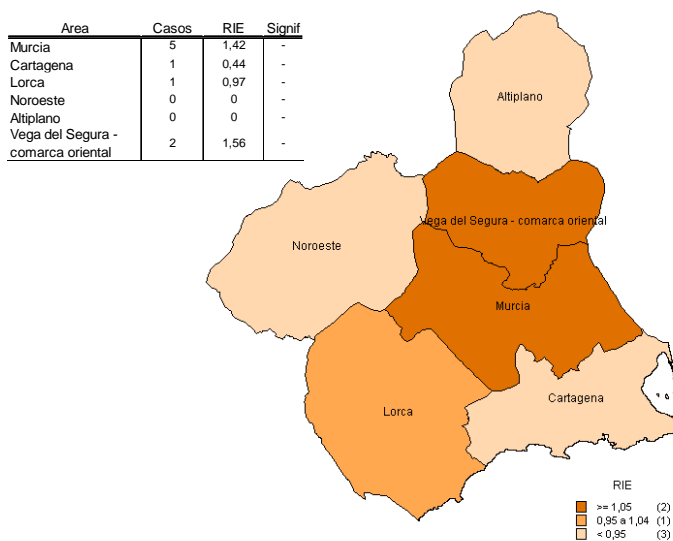 Area Casos RIE Signif
Murcia 5 1,42 -
Cartagena 1 0,44 -
Lorca 1 0,97 -
Noroeste 0 0 -
Altiplano 0 0 -
Vega del Segura -
comarca oriental 2 1,56 -
Altiplano
Vega del Segura - comarca oriental
Noroeste
Murcia
Cartagena
Lorca
RIE
>= 1,05 (2)
0,95 a 1,04 (1)
< 0,95 (3)